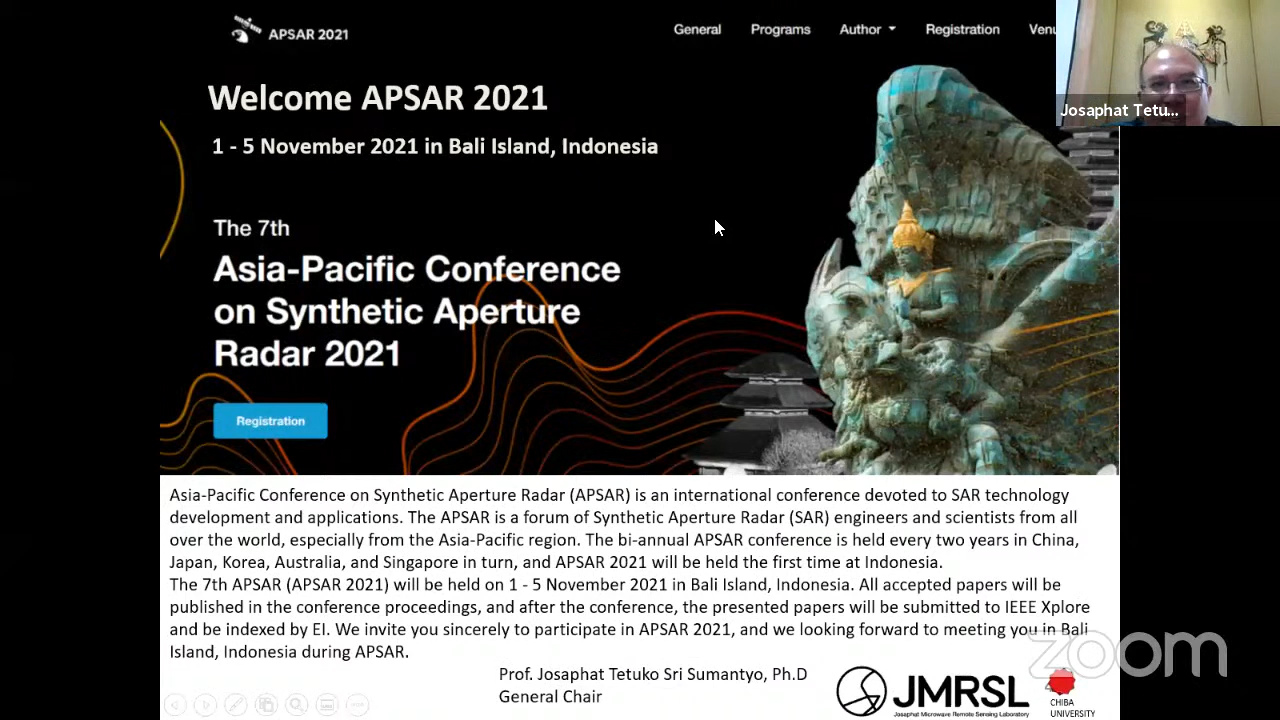 APSAR 2021
General Programs Author Registration Venu
Josaphat Tetu...
Welcome APSAR 2021
1 - 5 November 2021 in Bali Island, Indonesia
The 7th
Asia-Pacific Conference
on Synthetic Aperture
Radar 2021
Registration
Asia-Pacific Conference on Synthetic Aperture Radar (APSAR) is an international conference devoted to SAR technology
development and applications. The APSAR is a forum of Synthetic Aperture Radar (SAR) engineers and scientists from all
over the world, especially from the Asia-Pacific region. The bi-annual APSAR conference is held every two years in China,
Japan, Korea, Australia, and Singapore in turn, and APSAR 2021 will be held the first time at Indonesia.
The 7th APSAR (APSAR 2021) will be held on 1 - 5 November 2021 in Bali Island, Indonesia. All accepted papers will be
published in the conference proceedings, and after the conference, the presented papers will be submitted to IEEE Xplore
and be indexed by EI. We invite you sincerely to participate in APSAR 2021, and we looking forward to meeting you in Bali
Island, Indonesia during APSAR.
zoom
Prof. Josaphat Tetuko Sri Sumantyo, Ph.D
General Chair
JMRSL
Josaphat Microwave Remote Sensing Laboratory
CHIBA
UNIVERSITY